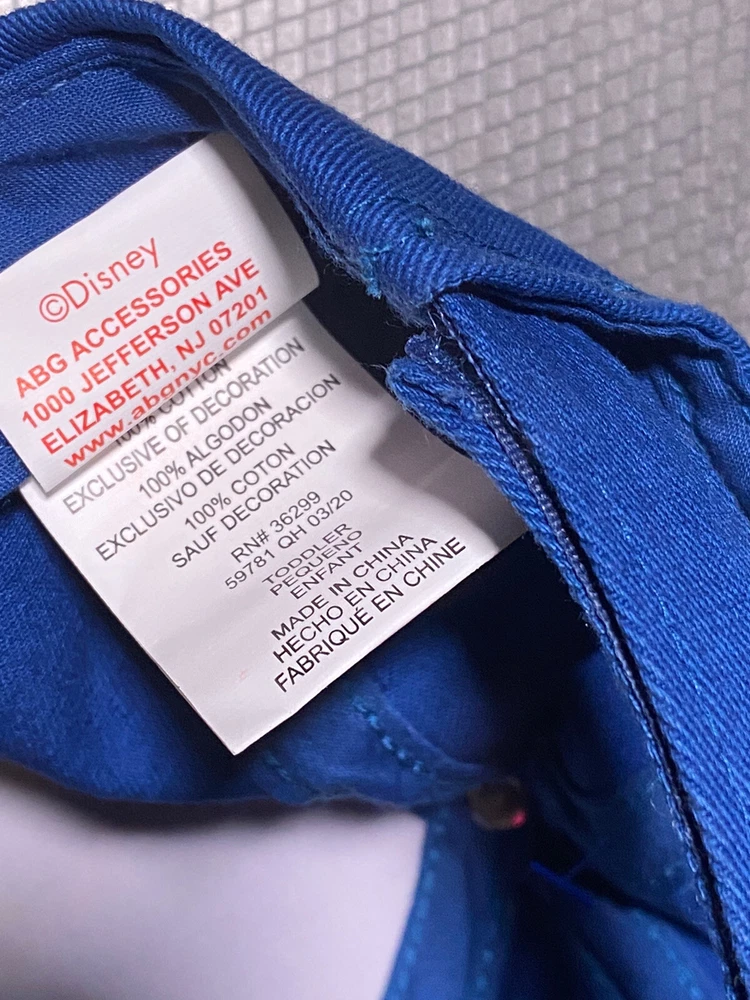 ©Disney
ABG ACCESSORIES
1000 JEFFERSON AVE
ELIZABETH, NJ 07201
www.abgnyc.com
100% COTTON
EXCLUSIVE OF DECORATION
100% ALGODON
EXCLUSIVO DE DECORACION
100% COTON
SAUF DECORATION
RN# 36299
59781 QH 03/20
TODDLER
PEQUENO
ENFANT
MADE IN CHINA
HECHO EN CHINA
FABRIQUÉ EN CHINE